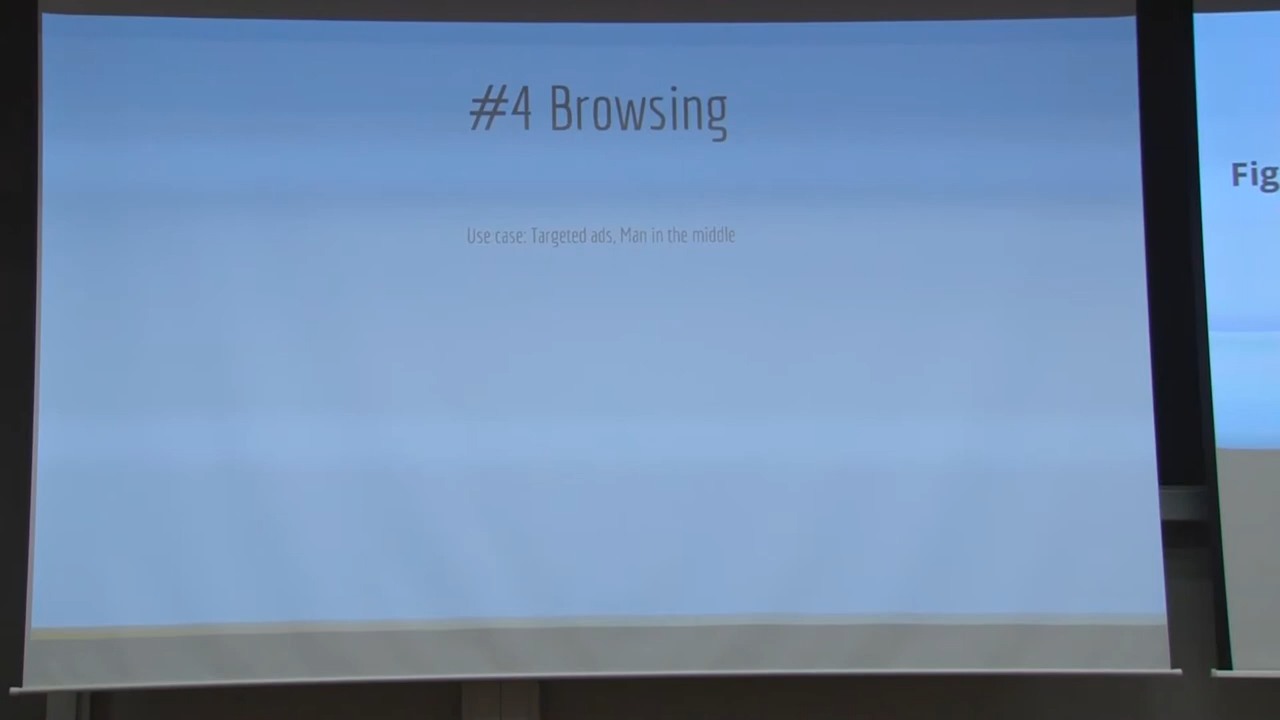 #4 Browsing
Use case: Targeted ads, Man in the middle
Fig